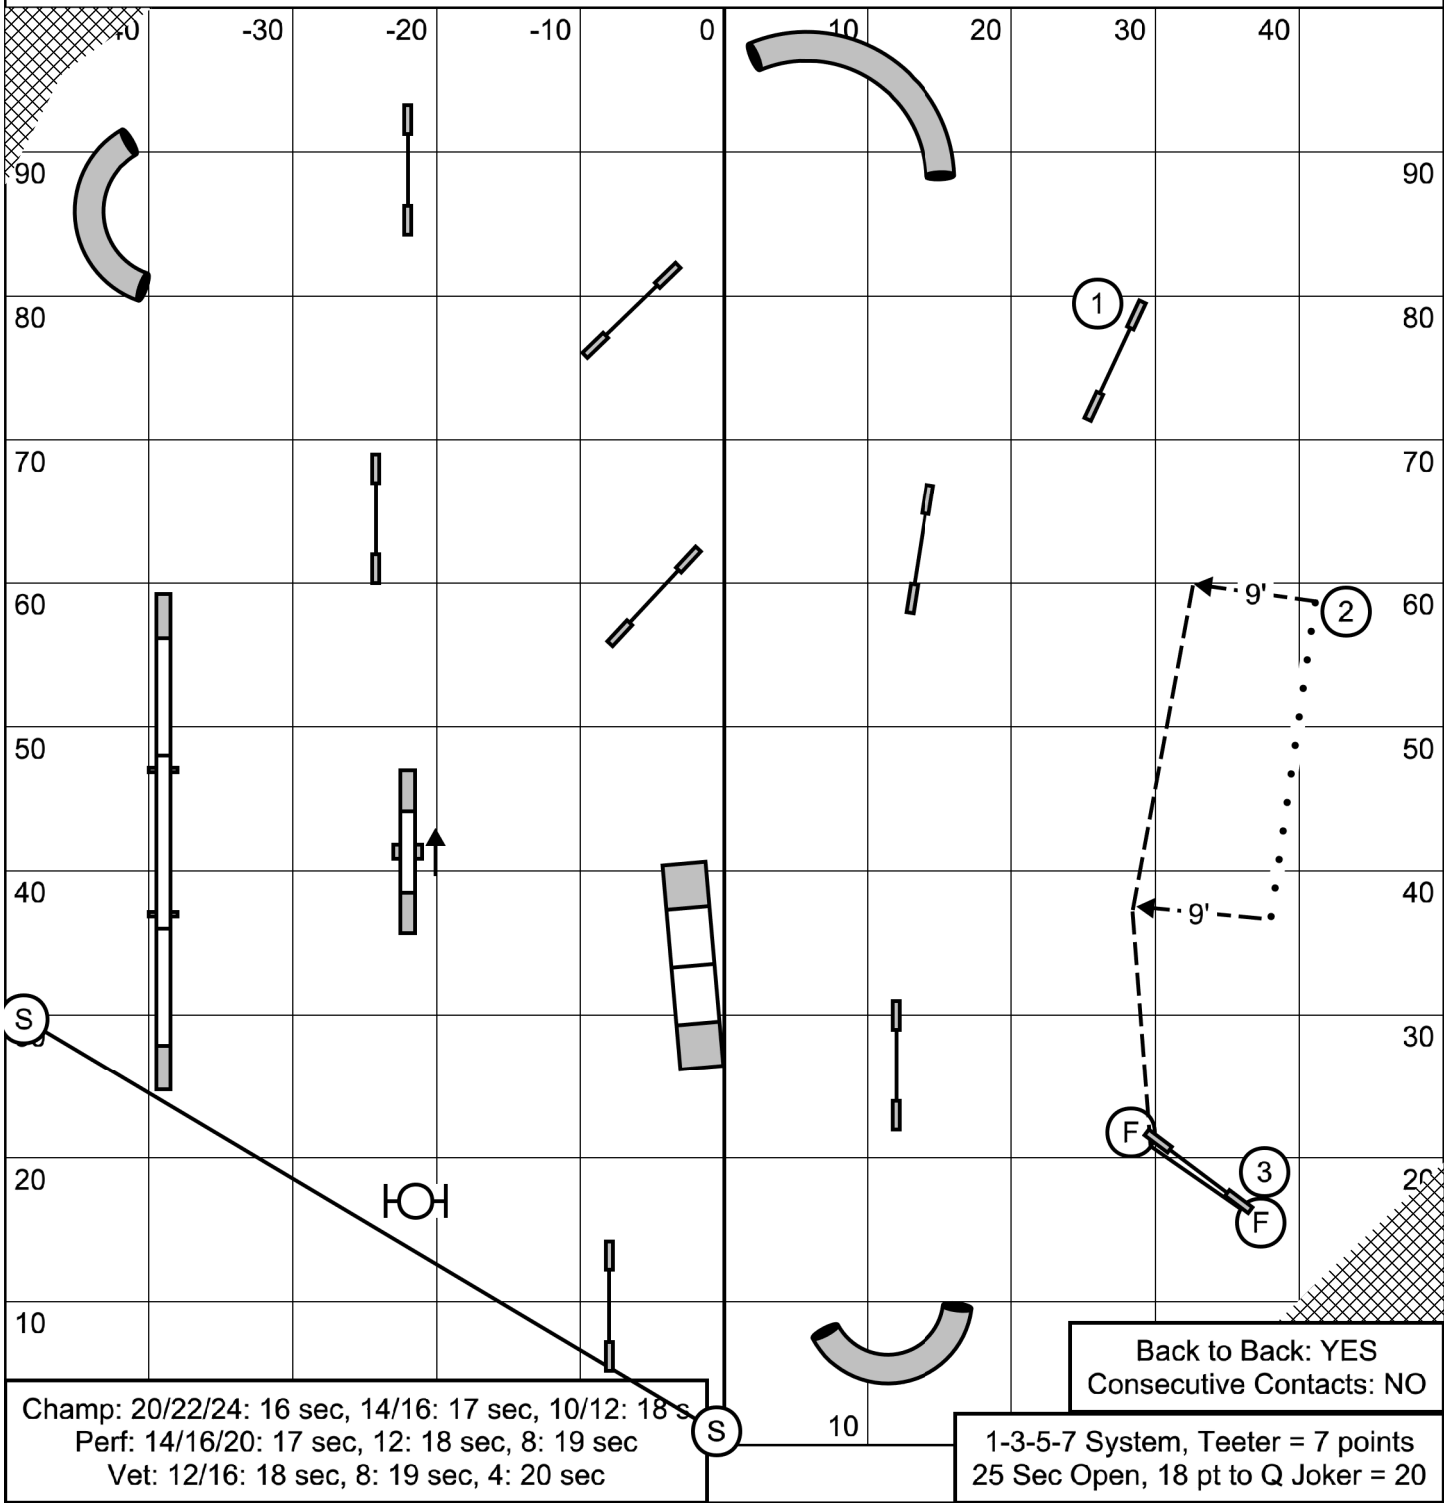 -30 -20 -10 0 10 20 30 40
90 90
1
80 80
70 70
9'
60 2 60
50 50
40 40
9'
S
30
F
3
20
F
10
Back to Back: YES
Consecutive Contacts: NO
Champ: 20/22/24: 16 sec, 14/16: 17 sec, 10/12: 18 s
Perf: 14/16/20: 17 sec, 12: 18 sec, 8: 19 sec
Vet: 12/16: 18 sec, 8: 19 sec, 4: 20 sec
S
10
1-3-5-7 System, Teeter = 7 points
25 Sec Open, 18 pt to Q Joker = 20